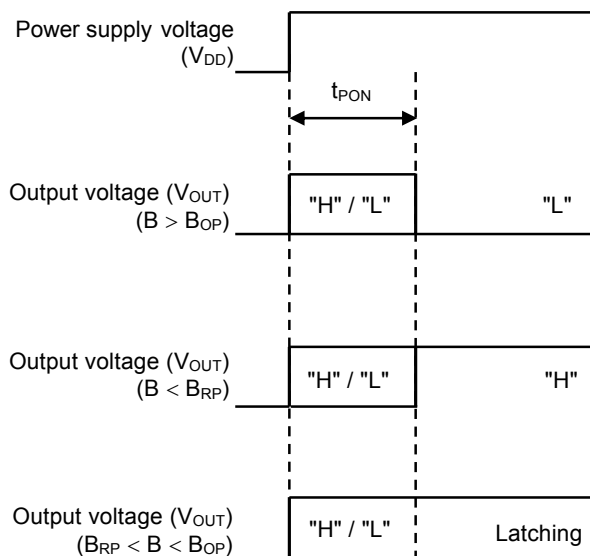 Power supply voltage
(VDD)
tPON
Output voltage (VOUT)
(B > BOP)
"H" / "L"
"L"
Output voltage (VOUT)
(B < BRP)
"H" / "L"
"H"
Output voltage (VOUT)
(BRP < B < BOP)
"H" / "L"
Latching